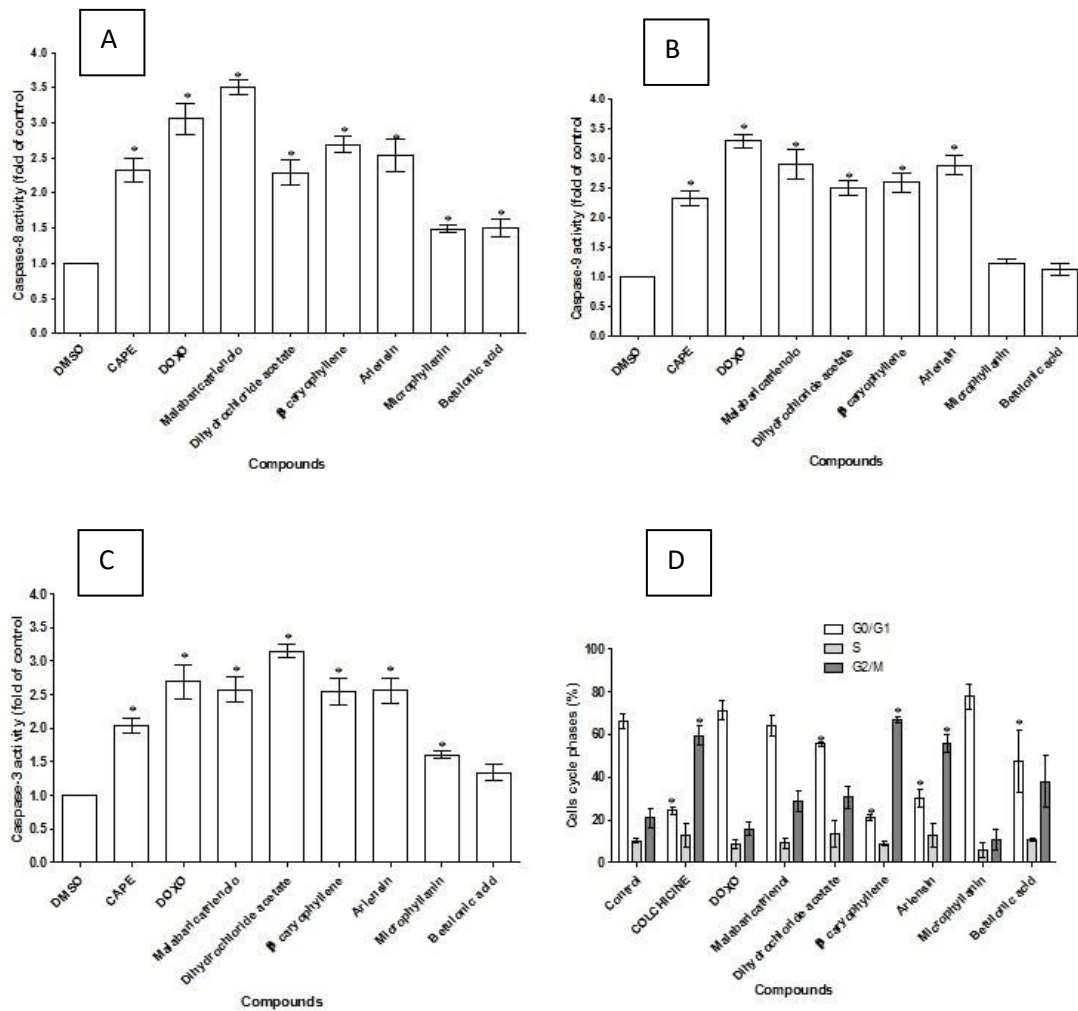 A
Caspase-8 activity (fold of control)
4.0
3.5
3.0
2.5
2.0
1.5
1.0
0.5
0.0
* * * * * * * *
DMSO
CAPE
DOXO
Malabaricatrienolo
Dihydrochloride acetate
β caryophyllene
Arlenain
Microphyllanin
Betulonic acid
Compounds
B
Caspase-9 activity (fold of control)
4.0
3.5
3.0
2.5
2.0
1.5
1.0
0.5
0.0
* * * * * *
DMSO
CAPE
DOXO
Malabaricatrienolo
Dihydrochloride acetate
β caryophyllene
Arlenain
Microphyllanin
Betulonic acid
Compounds
C
Caspase-3 activity (fold of control)
4.0
3.5
3.0
2.5
2.0
1.5
1.0
0.5
0.0
* * * * * * *
DMSO
CAPE
DOXO
Malabaricatrienolo
Dihydrochloride acetate
β caryophyllene
Arlenain
Microphyllanin
Betulonic acid
Compounds
D
G0/G1
S
G2/M
Cells cycle phases (%)
100
80
60
40
20
0
* * * * * * * *
Control
COLCHICINE
DOXO
Malabaricatrienol
Dihydrochloride acetate
β caryophyllene
Arlenain
Microphyllanin
Betulonic acid
Compounds